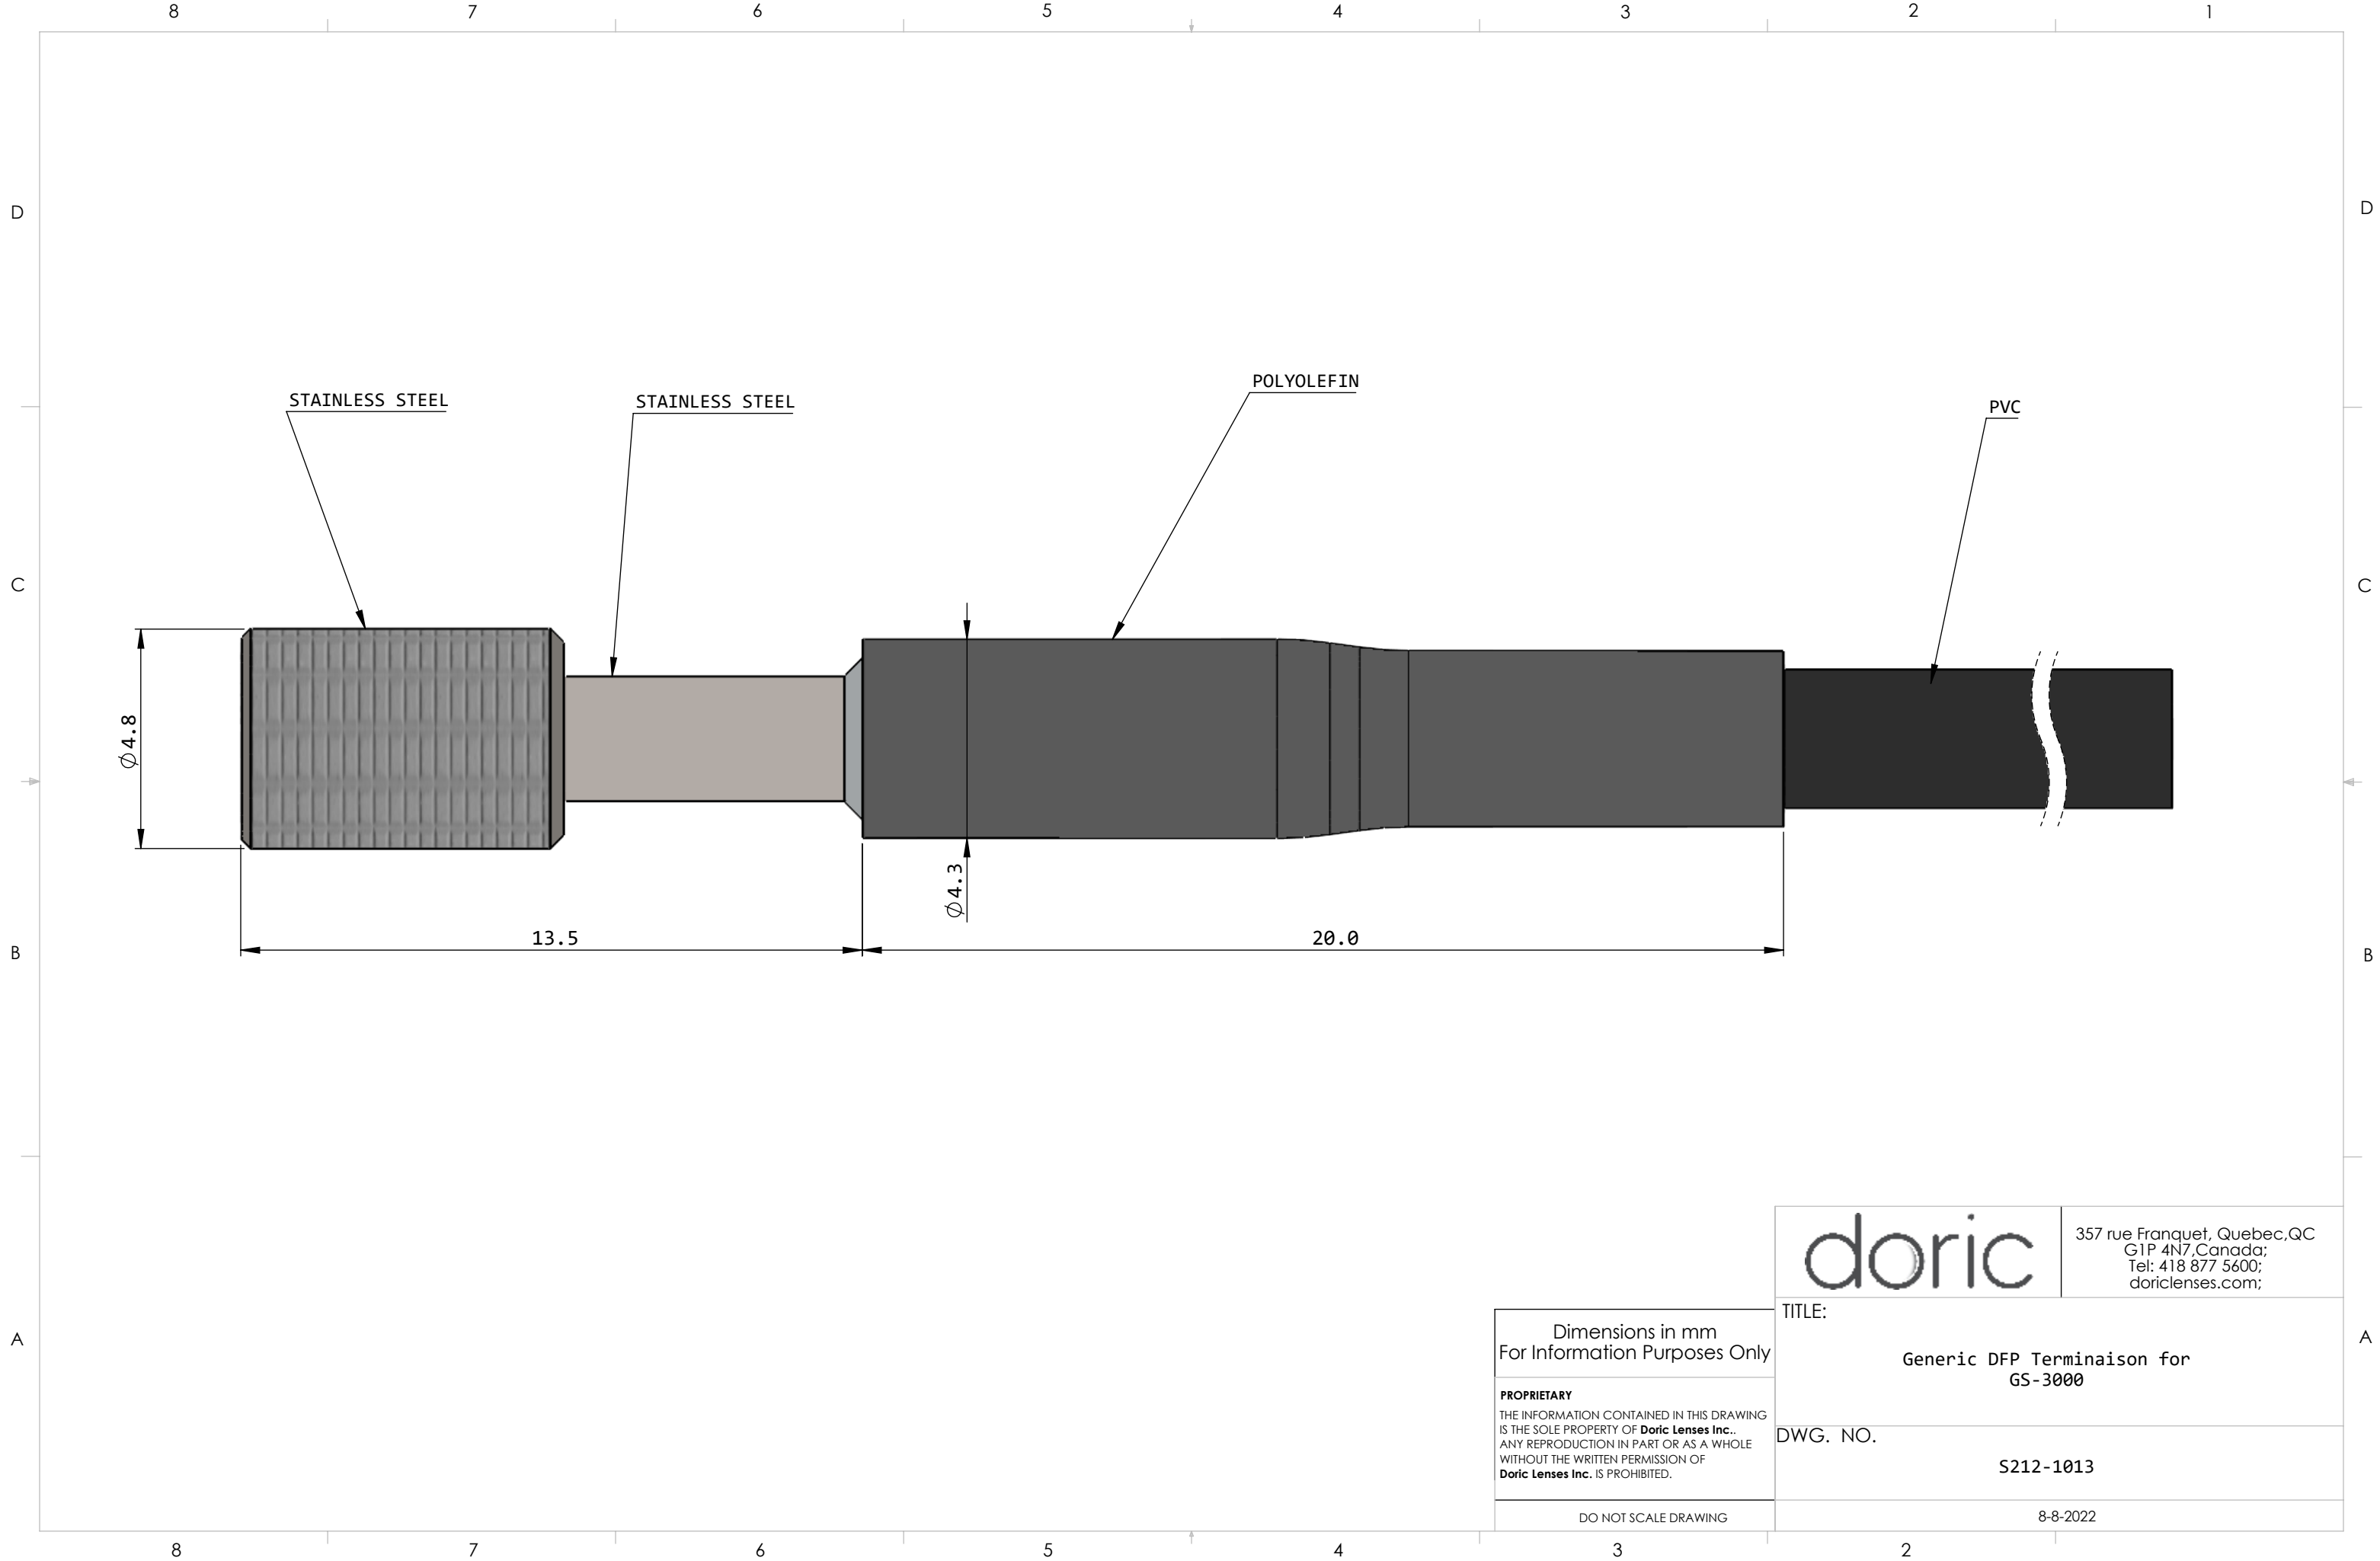 8 7 6 5 4 3 2 1
D D
POLYOLEFIN
STAINLESS STEEL STAINLESS STEEL PVC
C C
⌀4.8
⌀4.3
13.5 20.0
B B
doric
357 rue Franquet, Quebec,QC
G1P 4N7,Canada;
Tel: 418 877 5600;
doriclenses.com;
TITLE:
Generic DFP Terminaison for
GS-3000
Dimensions in mm
For Information Purposes Only
A A
PROPRIETARY
THE INFORMATION CONTAINED IN THIS DRAWING
IS THE SOLE PROPERTY OF Doric Lenses Inc..
ANY REPRODUCTION IN PART OR AS A WHOLE
WITHOUT THE WRITTEN PERMISSION OF
Doric Lenses Inc. IS PROHIBITED.
DWG. NO.
S212-1013
DO NOT SCALE DRAWING
8-8-2022
8 7 6 5 4 3 2